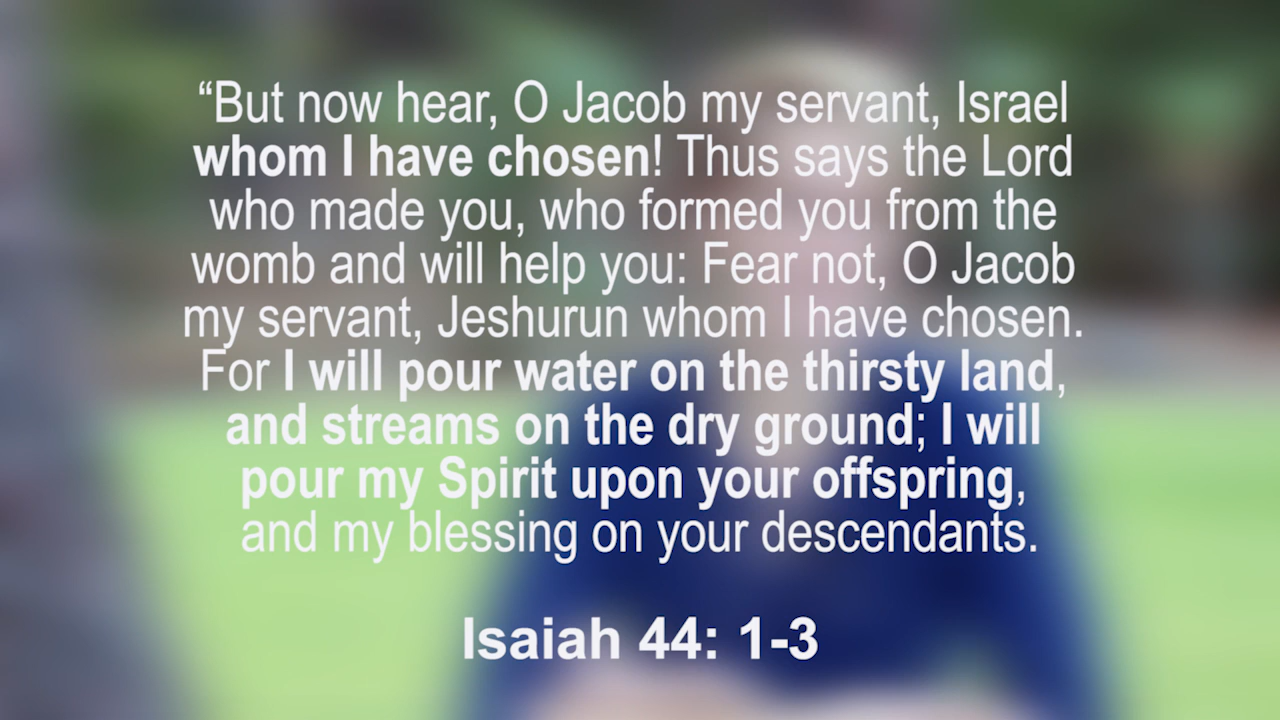 “But now hear, O Jacob my servant, Israel
whom I have chosen! Thus says the Lord
who made you, who formed you from the
womb and will help you: Fear not, O Jacob
my servant, Jeshurun whom I have chosen.
For I will pour water on the thirsty land,
and streams on the dry ground; I will
pour my Spirit upon your offspring,
and my blessing on your descendants.
Isaiah 44: 1-3